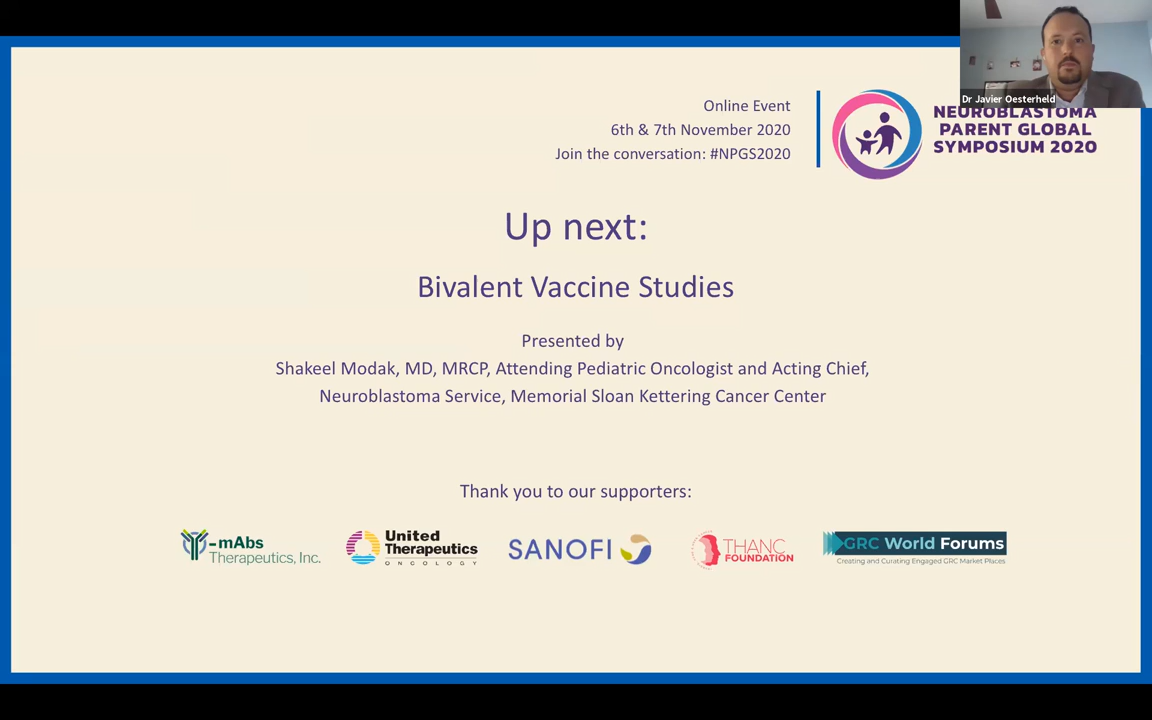 Dr Javier Oesterheld
Online Event
6th & 7th November 2020
Join the conversation: #NPGS2020
NEUROBLASTOMA
PARENT GLOBAL
SYMPOSIUM 2020
Up next:
Bivalent Vaccine Studies
Presented by
Shakeel Modak, MD, MRCP, Attending Pediatric Oncologist and Acting Chief,
Neuroblastoma Service, Memorial Sloan Kettering Cancer Center
Thank you to our supporters:
Y-mAbs
Therapeutics, Inc.
United
Therapeutics
ONCOLOGY
SANOFI
THANC
FOUNDATION
GRC World Forums
Creating and Curating Engaged GRC Market Places